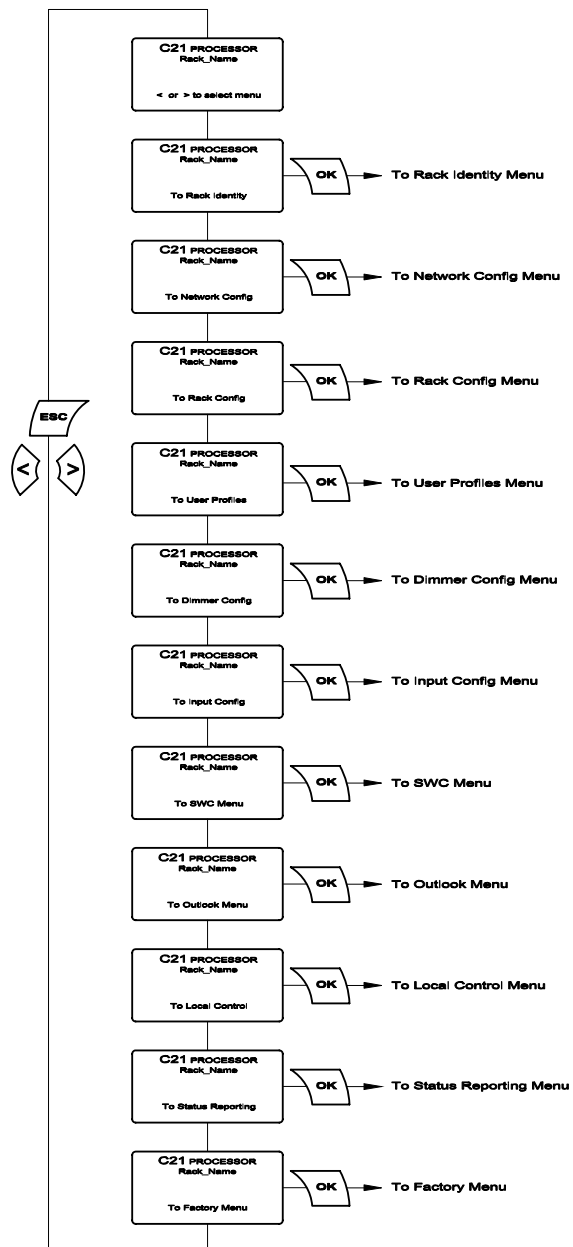 C21 PROCESSOR
Rack_Name
< or > to select menu
C21 PROCESSOR
Rack_Name
To Rack Identity
OK
To Rack Identity Menu
C21 PROCESSOR
Rack_Name
To Network Config
OK
To Network Config Menu
C21 PROCESSOR
Rack_Name
To Rack Config
OK
To Rack Config Menu
ESC
< >
C21 PROCESSOR
Rack_Name
To User Profiles
OK
To User Profiles Menu
C21 PROCESSOR
Rack_Name
To Dimmer Config
OK
To Dimmer Config Menu
C21 PROCESSOR
Rack_Name
To Input Config
OK
To Input Config Menu
C21 PROCESSOR
Rack_Name
To SWC Menu
OK
To SWC Menu
C21 PROCESSOR
Rack_Name
To Outlook Menu
OK
To Outlook Menu
C21 PROCESSOR
Rack_Name
To Local Control
OK
To Local Control Menu
C21 PROCESSOR
Rack_Name
To Status Reporting
OK
To Status Reporting Menu
C21 PROCESSOR
Rack_Name
To Factory Menu
OK
To Factory Menu